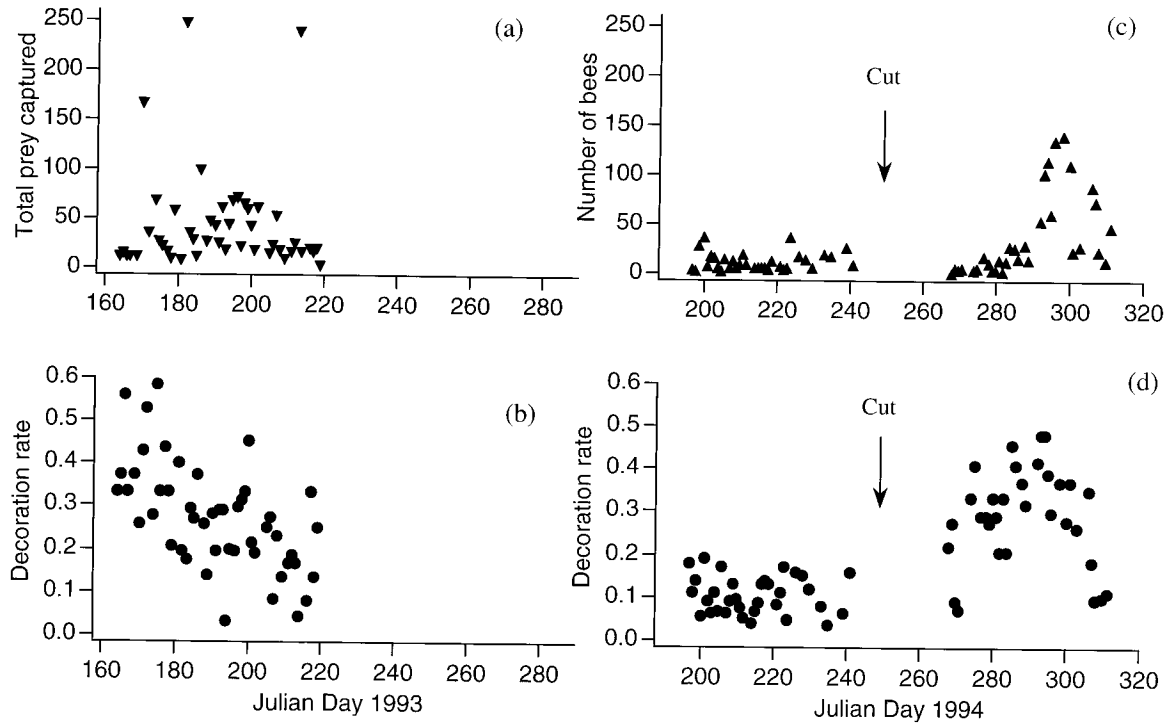 250
200
150
100
50
0
Total prey captured
(a)
160 180 200 220 240 260 280
250
200
150
100
50
0
Number of bees
(c)
Cut
200 220 240 260 280 300 320
0.6
0.5
0.4
0.3
0.2
0.1
0.0
Decoration rate
(b)
160 180 200 220 240 260 280
Julian Day 1993
0.6
0.5
0.4
0.3
0.2
0.1
0.0
Decoration rate
(d)
Cut
200 220 240 260 280 300 320
Julian Day 1994